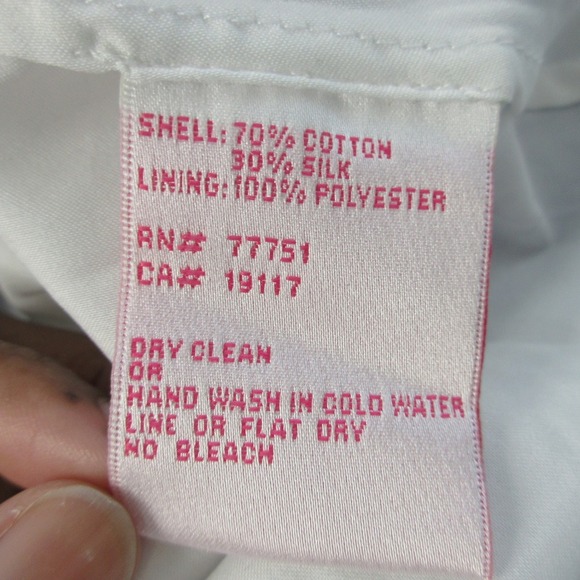 SHELL: 70% COTTON
30% SILK
LINING: 100% POLYESTER
RN# 77751
CA# 19117
DRY CLEAN
OR
HAND WASH IN COLD WATER
LINE OR FLAT DRY
NO BLEACH